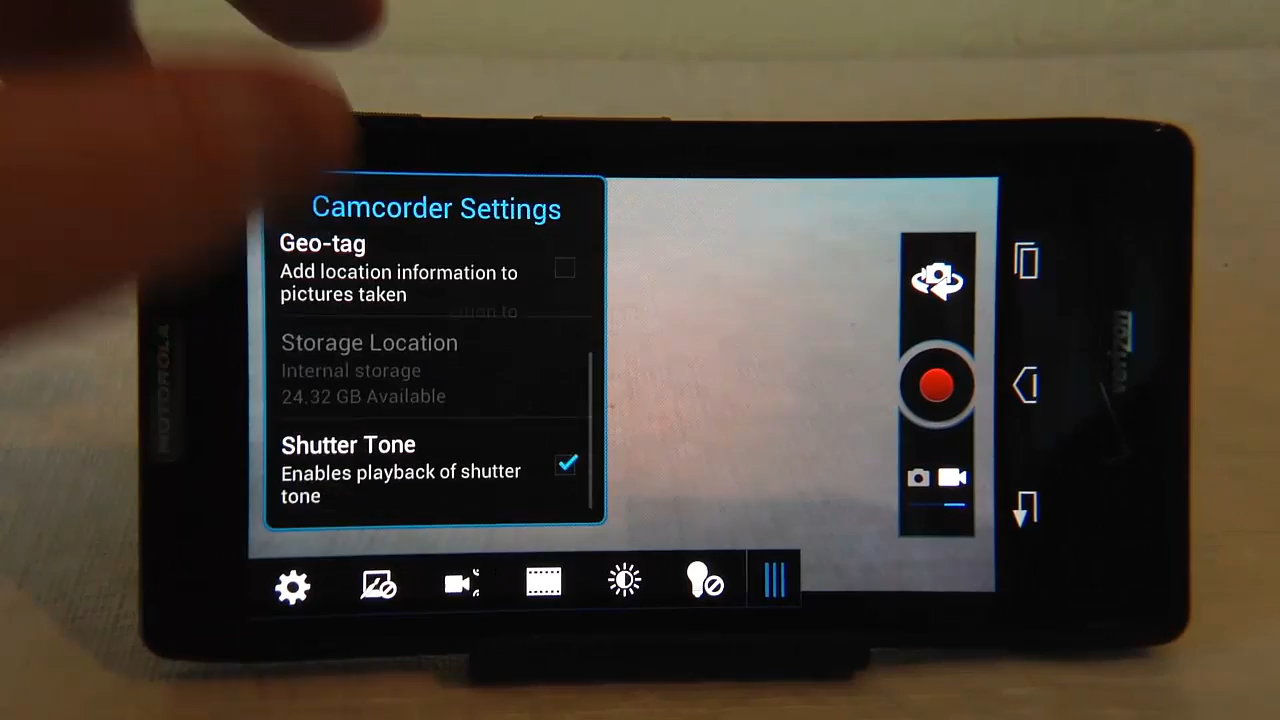 Camcorder Settings
Geo-tag
Add location information to
pictures taken
Storage Location
Internal storage
24.32 GB Available
Shutter Tone
Enables playback of shutter
tone
MOTOROLA